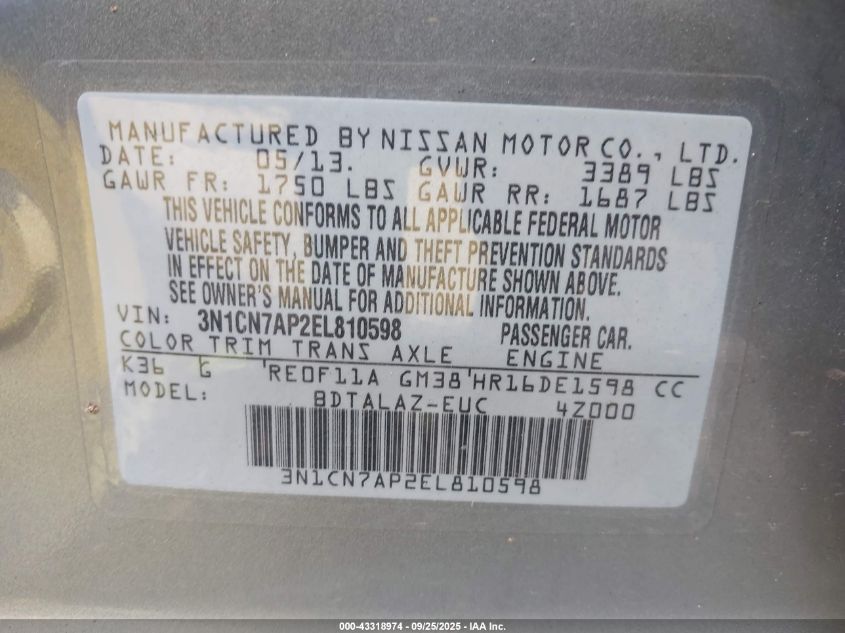 MANUFACTURED BY NISSAN MOTOR CO., LTD.
DATE: 05/13. GVWR: 3389 LBS
GAWR FR: 1750 LBS GAWR RR: 1687 LBS
THIS VEHICLE CONFORMS TO ALL APPLICABLE FEDERAL MOTOR
VEHICLE SAFETY, BUMPER AND THEFT PREVENTION STANDARDS
IN EFFECT ON THE DATE OF MANUFACTURE SHOWN ABOVE.
SEE OWNER'S MANUAL FOR ADDITIONAL INFORMATION.
VIN: 3N1CN7AP2EL810598 PASSENGER CAR.
COLOR TRIM TRANS AXLE ENGINE
K36 G 'RE0F11A GM38'HR16DE1598 CC
MODEL: BDTALAZ-EUC 4Z000
3N1CN7AP2EL810598
000-43318974 - 09/25/2025 - IAA Inc.